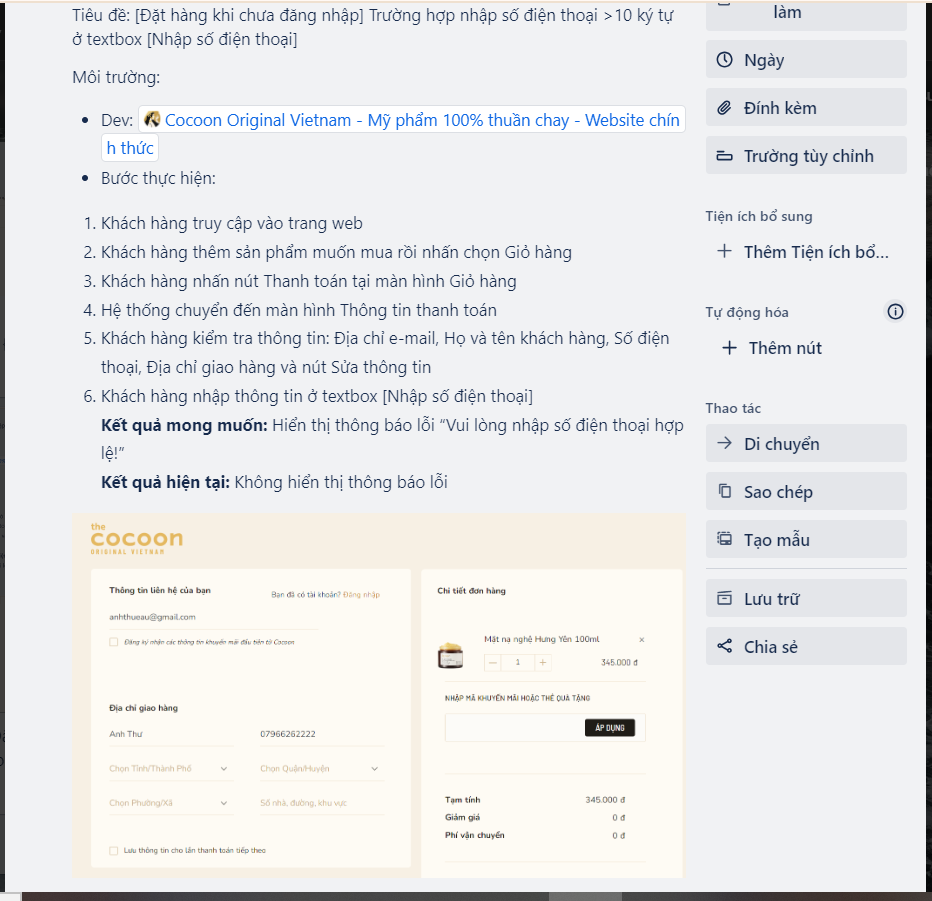 Tiêu đề: [Đặt hàng khi chưa đăng nhập] Trường hợp nhập số điện thoại >10 ký tự
ở textbox [Nhập số điện thoại]
Môi trường:
Dev: Cocoon Original Vietnam - Mỹ phẩm 100% thuần chay - Website chín
h thức
Bước thực hiện:
1. Khách hàng truy cập vào trang web
2. Khách hàng thêm sản phẩm muốn mua rồi nhấn chọn Giỏ hàng
3. Khách hàng nhấn nút Thanh toán tại màn hình Giỏ hàng
4. Hệ thống chuyển đến màn hình Thông tin thanh toán
5. Khách hàng kiểm tra thông tin: Địa chỉ e-mail, Họ và tên khách hàng, Số điện
thoại, Địa chỉ giao hàng và nút Sửa thông tin
6. Khách hàng nhập thông tin ở textbox [Nhập số điện thoại]
Kết quả mong muốn: Hiển thị thông báo lỗi “Vui lòng nhập số điện thoại hợp
lệ!”
Kết quả hiện tại: Không hiển thị thông báo lỗi
the
cocoon
ORIGINAL VIETNAM
Thông tin liên hệ của bạn
Bạn đã có tài khoản? Đăng nhập
anhthueau@gmail.com
Đăng ký nhận các thông tin khuyến mãi đầu tiên từ Cocoon
Địa chỉ giao hàng
Anh Thư
07966262222
Chọn Tỉnh/Thành Phố
Chọn Quận/Huyện
Chọn Phường/Xã
Số nhà, đường, khu vực
Lưu thông tin cho lần thanh toán tiếp theo
Chi tiết đơn hàng
Mặt nạ nghệ Hưng Yên 100ml ×
− 1 +
345.000 đ
NHẬP MÃ KHUYẾN MÃI HOẶC THẺ QUÀ TẶNG
ÁP DỤNG
Tạm tính 345.000 đ
Giảm giá 0 đ
Phí vận chuyển 0 đ
làm
Ngày
Đính kèm
Trường tùy chỉnh
Tiện ích bổ sung
+ Thêm Tiện ích bổ...
Tự động hóa
+ Thêm nút
Thao tác
Di chuyển
Sao chép
Tạo mẫu
Lưu trữ
Chia sẻ